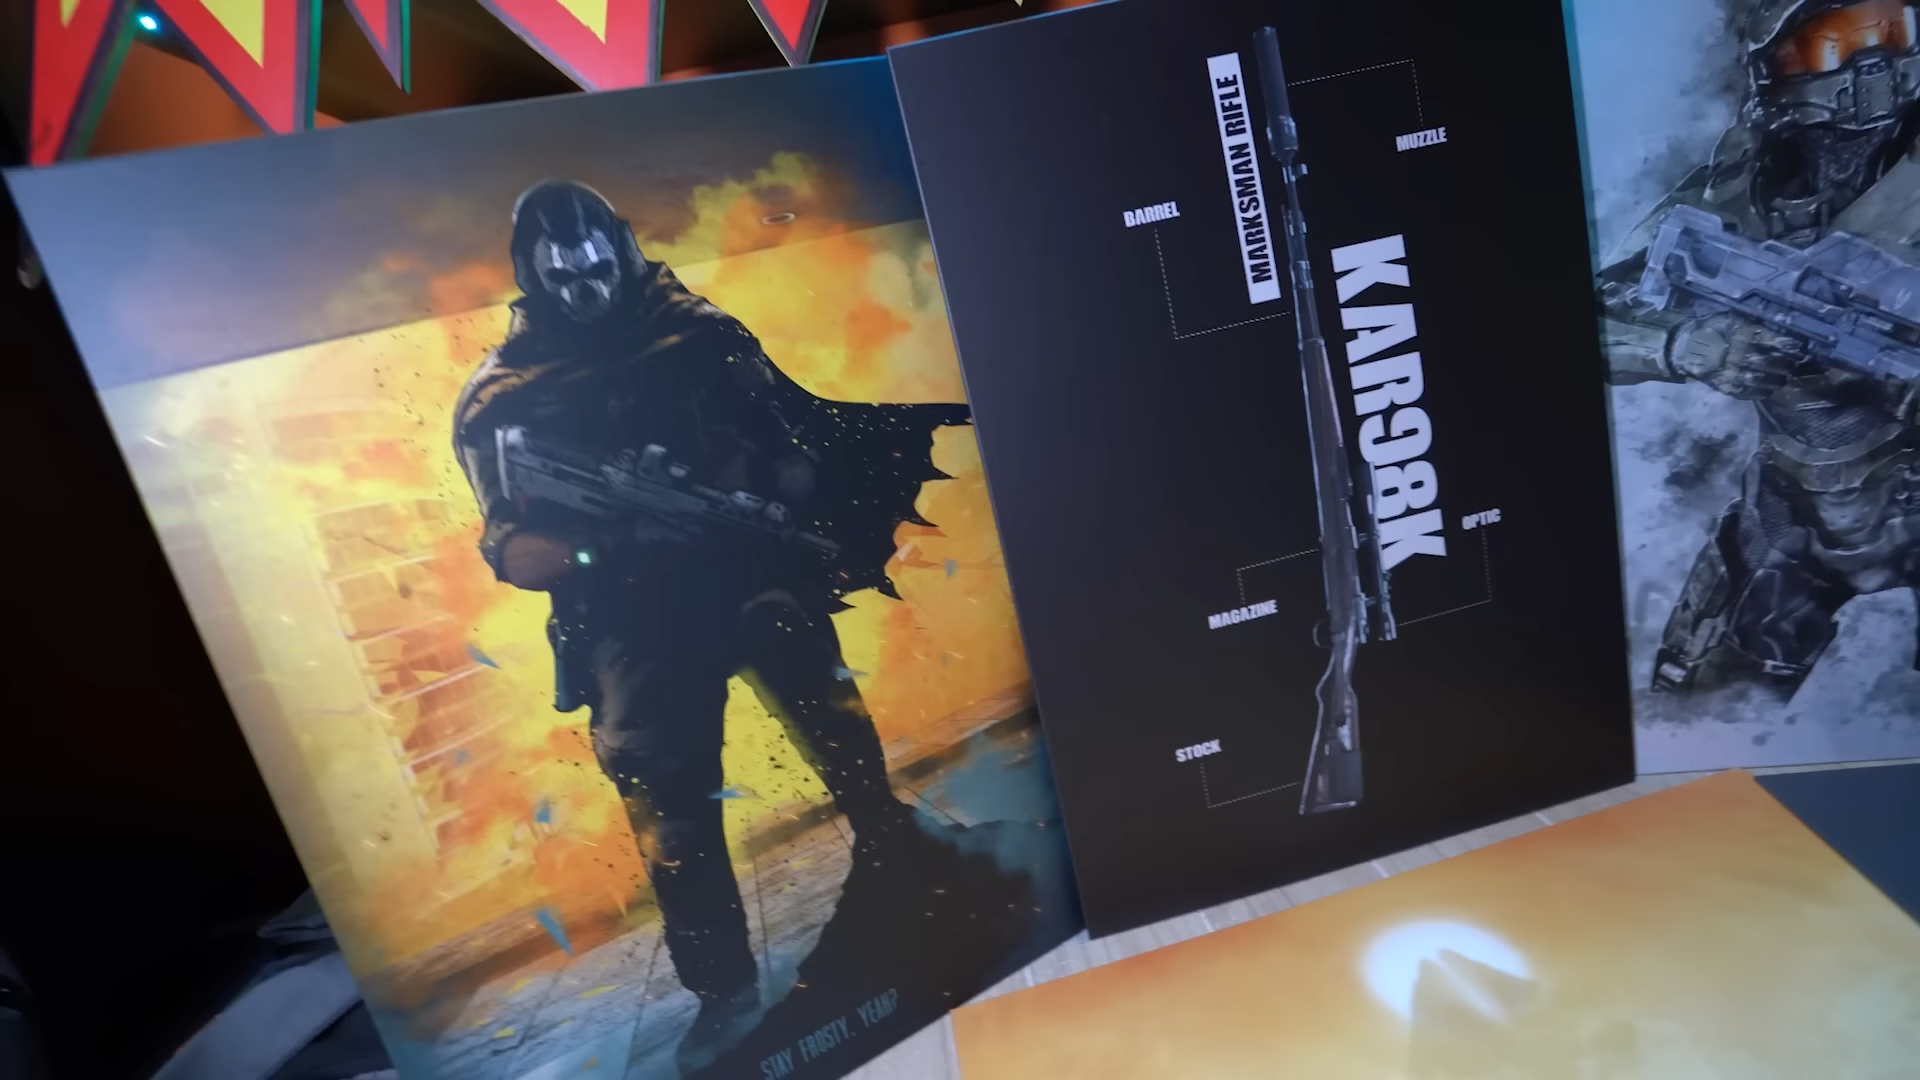 STAY FROSTY, YEAH?
MARKSMAN RIFLE
KAR98K
MUZZLE
BARREL
OPTIC
MAGAZINE
STOCK